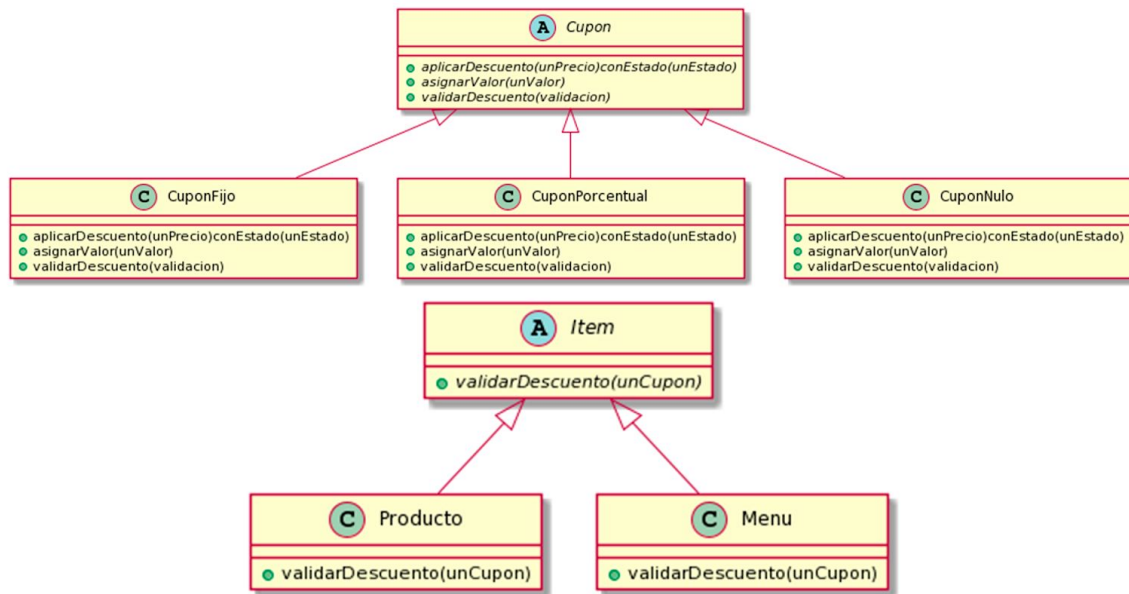 A Cupon
aplicarDescuento(unPrecio)conEstado(unEstado)
asignarValor(unValor)
validarDescuento(validacion)
C CuponFijo
aplicarDescuento(unPrecio)conEstado(unEstado)
asignarValor(unValor)
validarDescuento(validacion)
C CuponPorcentual
aplicarDescuento(unPrecio)conEstado(unEstado)
asignarValor(unValor)
validarDescuento(validacion)
C CuponNulo
aplicarDescuento(unPrecio)conEstado(unEstado)
asignarValor(unValor)
validarDescuento(validacion)
A Item
validarDescuento(unCupon)
C Producto
validarDescuento(unCupon)
C Menu
validarDescuento(unCupon)